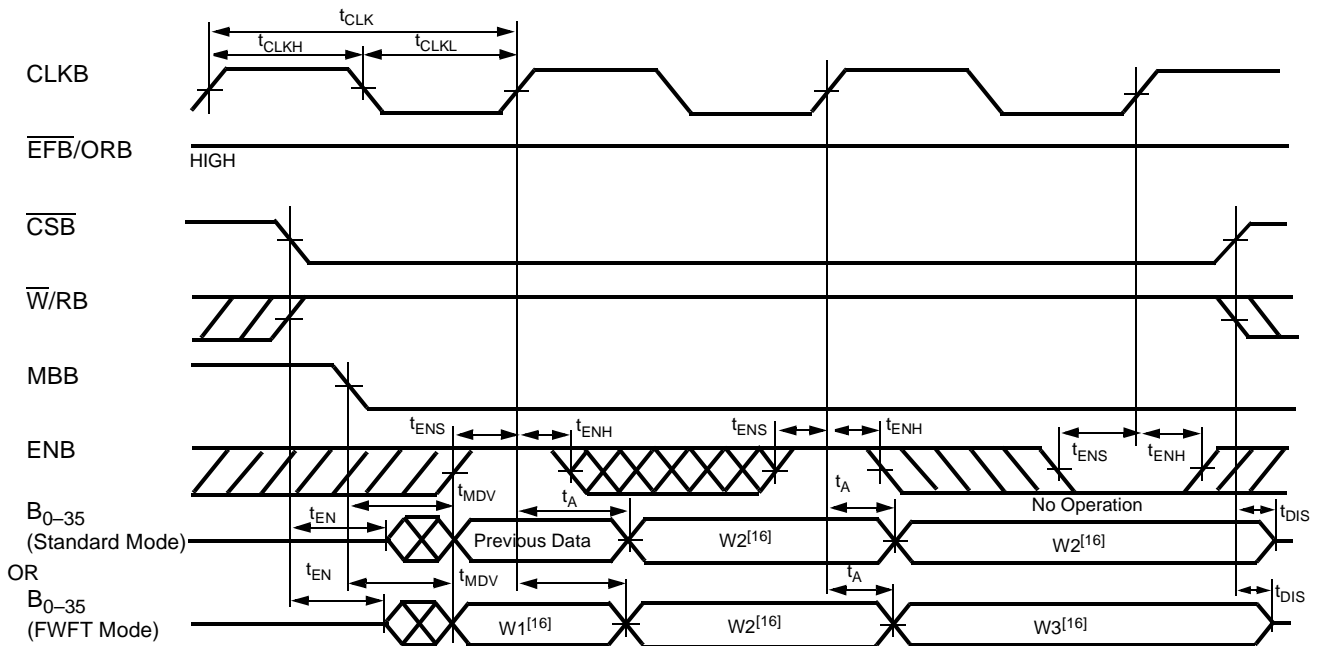 tCLK
tCLKH tCLKL
CLKB
EFB/ORB
HIGH
CSB
W/RB
MBB
tENS tENH tENS tENH
ENB
tENS tENH
tMDV
tA tA
No Operation
B0–35
(Standard Mode)
tEN
Previous Data W2[16] W2[16]
tDIS
OR
tEN tMDV tA
B0–35
(FWFT Mode)
W1[16] W2[16] W3[16]
tDIS